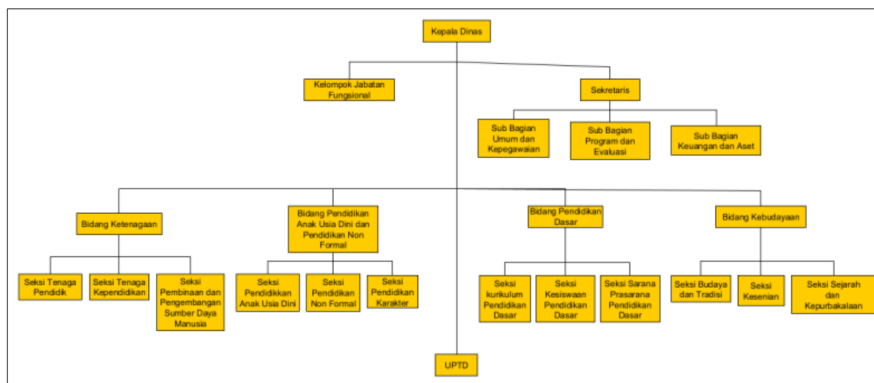 Kepala Dinas
Kelompok Jabatan
Fungsional
Sekretaris
Sub Bagian
Umum dan
Kepegawaian
Sub Bagian
Program dan
Evaluasi
Sub Bagian
Keuangan dan Aset
Bidang Ketenagaan
Bidang Pendidikan
Anak Usia Dini dan
Pendidikan Non
Formal
Bidang Pendidikan
Dasar
Bidang Kebudayaan
Seksi Tenaga
Pendidik
Seksi Tenaga
Kependidikan
Seksi
Pembinaan dan
Pengembangan
Sumber Daya
Manusia
Seksi
Pendidikkan
Anak Usia Dini
Seksi
Pendidikan
Non Formal
Seksi
Pendidikan
Karakter
Seksi
kurikulum
Pendidikan
Dasar
Seksi
Kesiswaan
Pendidikan
Dasar
Seksi Sarana
Prasarana
Pendidikan
Dasar
Seksi Budaya
dan Tradisi
Seksi
Kesenian
Seksi Sejarah
dan
Kepurbakalaan
UPTD